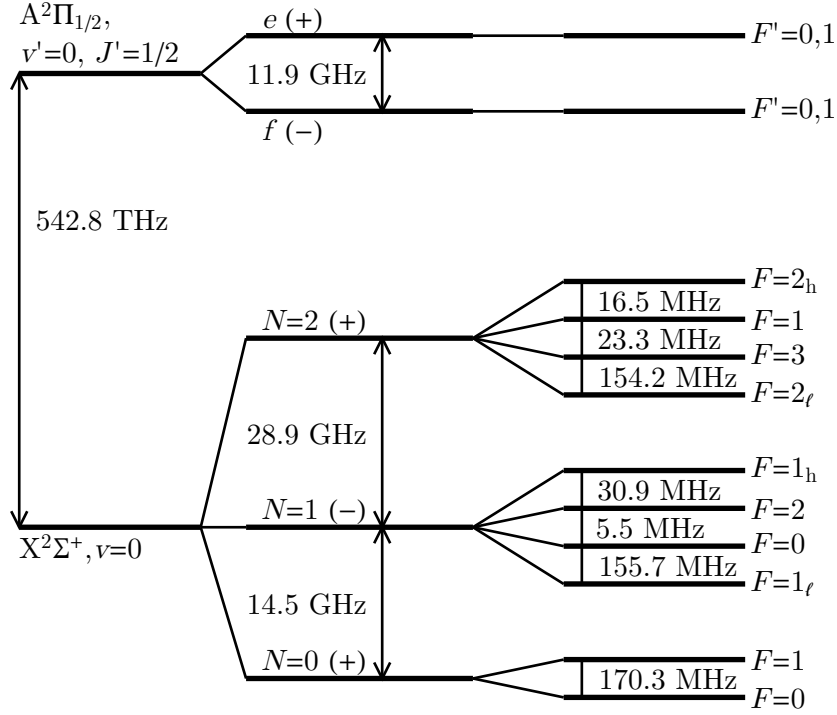 A²Π₁/₂,
v'=0, J'=1/2
e (+)
11.9 GHz
f (−)
F'=0,1
F'=0,1
542.8 THz
N=2 (+)
F=2ₕ
16.5 MHz
F=1
23.3 MHz
F=3
154.2 MHz
F=2ℓ
28.9 GHz
N=1 (−)
F=1ₕ
30.9 MHz
F=2
5.5 MHz
F=0
155.7 MHz
F=1ℓ
X²Σ⁺,v=0
14.5 GHz
N=0 (+)
F=1
170.3 MHz
F=0